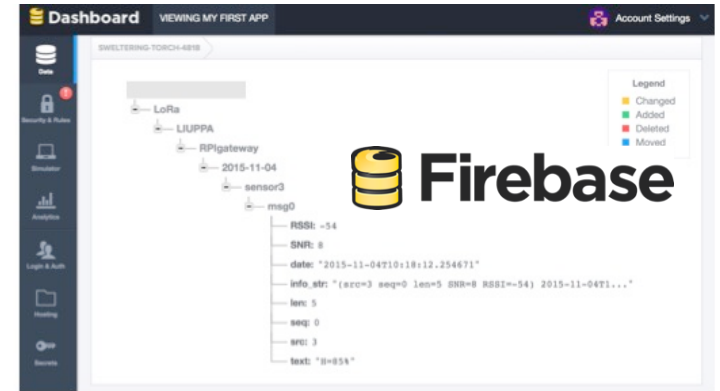 Dashboard VIEWING MY FIRST APP Account Settings
SWELTERING-TORCH-4818
Data
Security & Rules
Simulator
Analytics
Login & Auth
Hosting
Secrets
LoRa
LIUPPA
RPIgateway
2015-11-04
sensor3
msg0
RSSI: -54
SNR: 8
date: "2015-11-04T10:18:12.254671"
info_str: "(src=3 seq=0 len=5 SNR=8 RSSI=-54) 2015-11-04T1..."
len: 5
seq: 0
src: 3
text: "H=85%"
Legend
Changed
Added
Deleted
Moved
Firebase